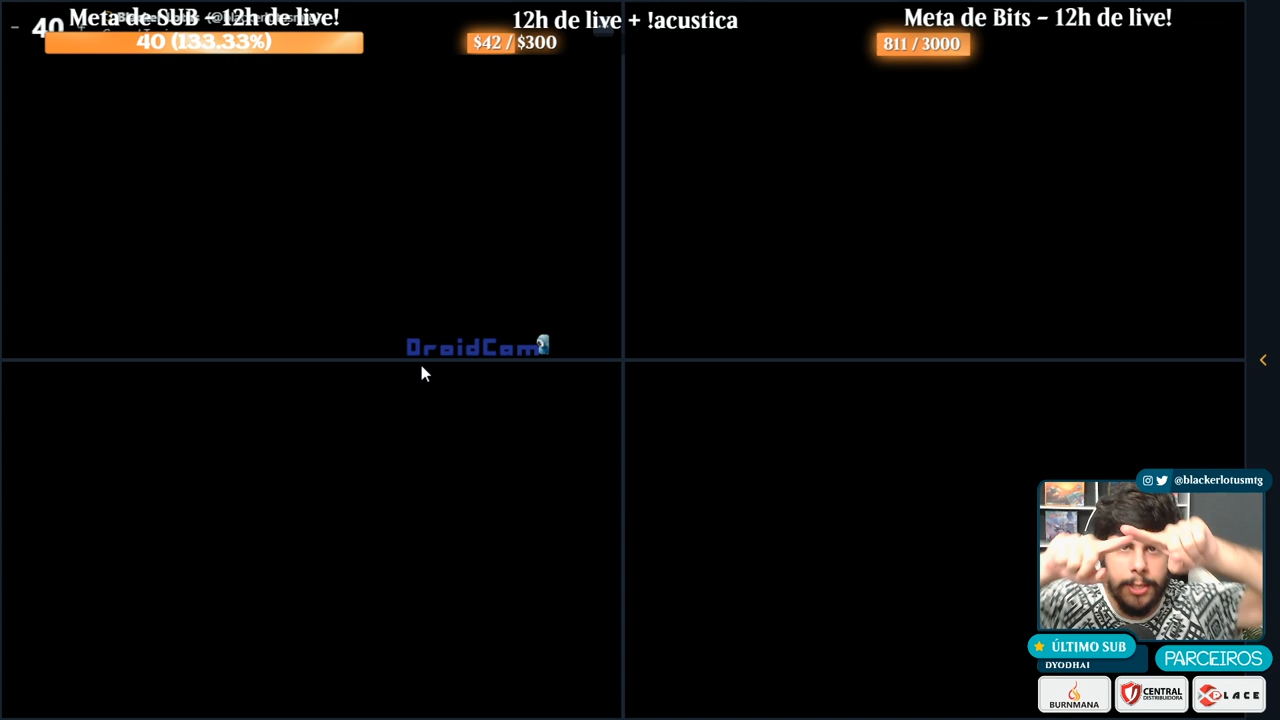 Meta de SUB - 12h de live!
40
40 (133.33%)
12h de live + !acustica
$42 / $300
Meta de Bits - 12h de live!
811 / 3000
DroidCam
@blackerlotusmtg
ÚLTIMO SUB
DYODHAI
PARCEIROS
BURNMANA
CENTRAL
DISTRIBUIDORA
XPLACE